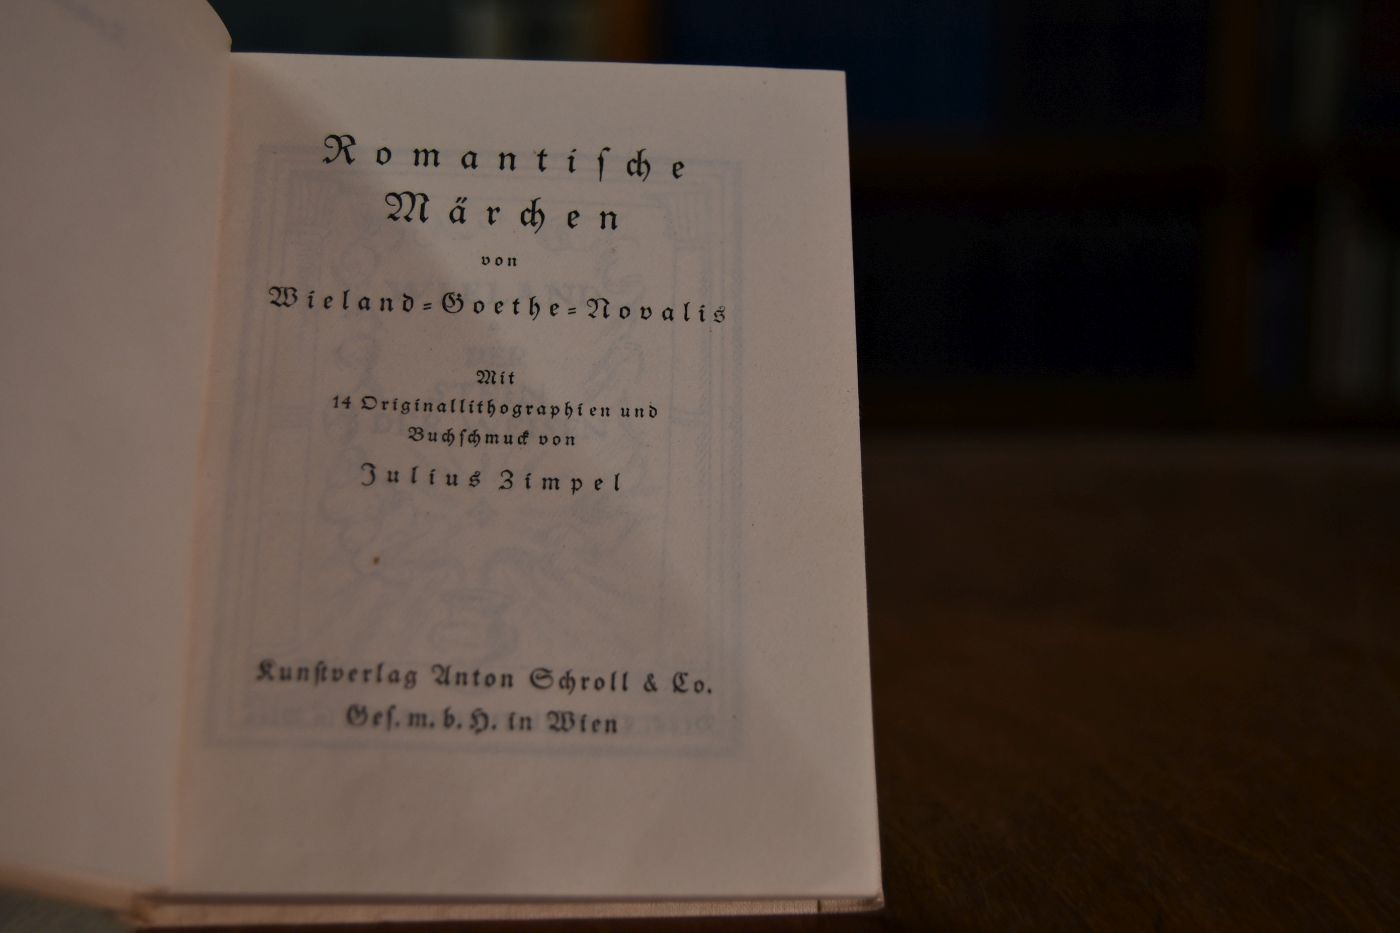 Romantische
Märchen
von
Wieland=Goethe=Novalis
Mit
14 Originallithographien und
Buchschmuck von
Julius Zimpel
Kunstverlag Anton Schroll & Co.
Ges. m. b. H. in Wien